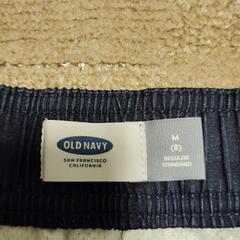 OLD NAVY
SAN FRANCISCO
CALIFORNIA
M
(8)
REGULAR
STANDARD